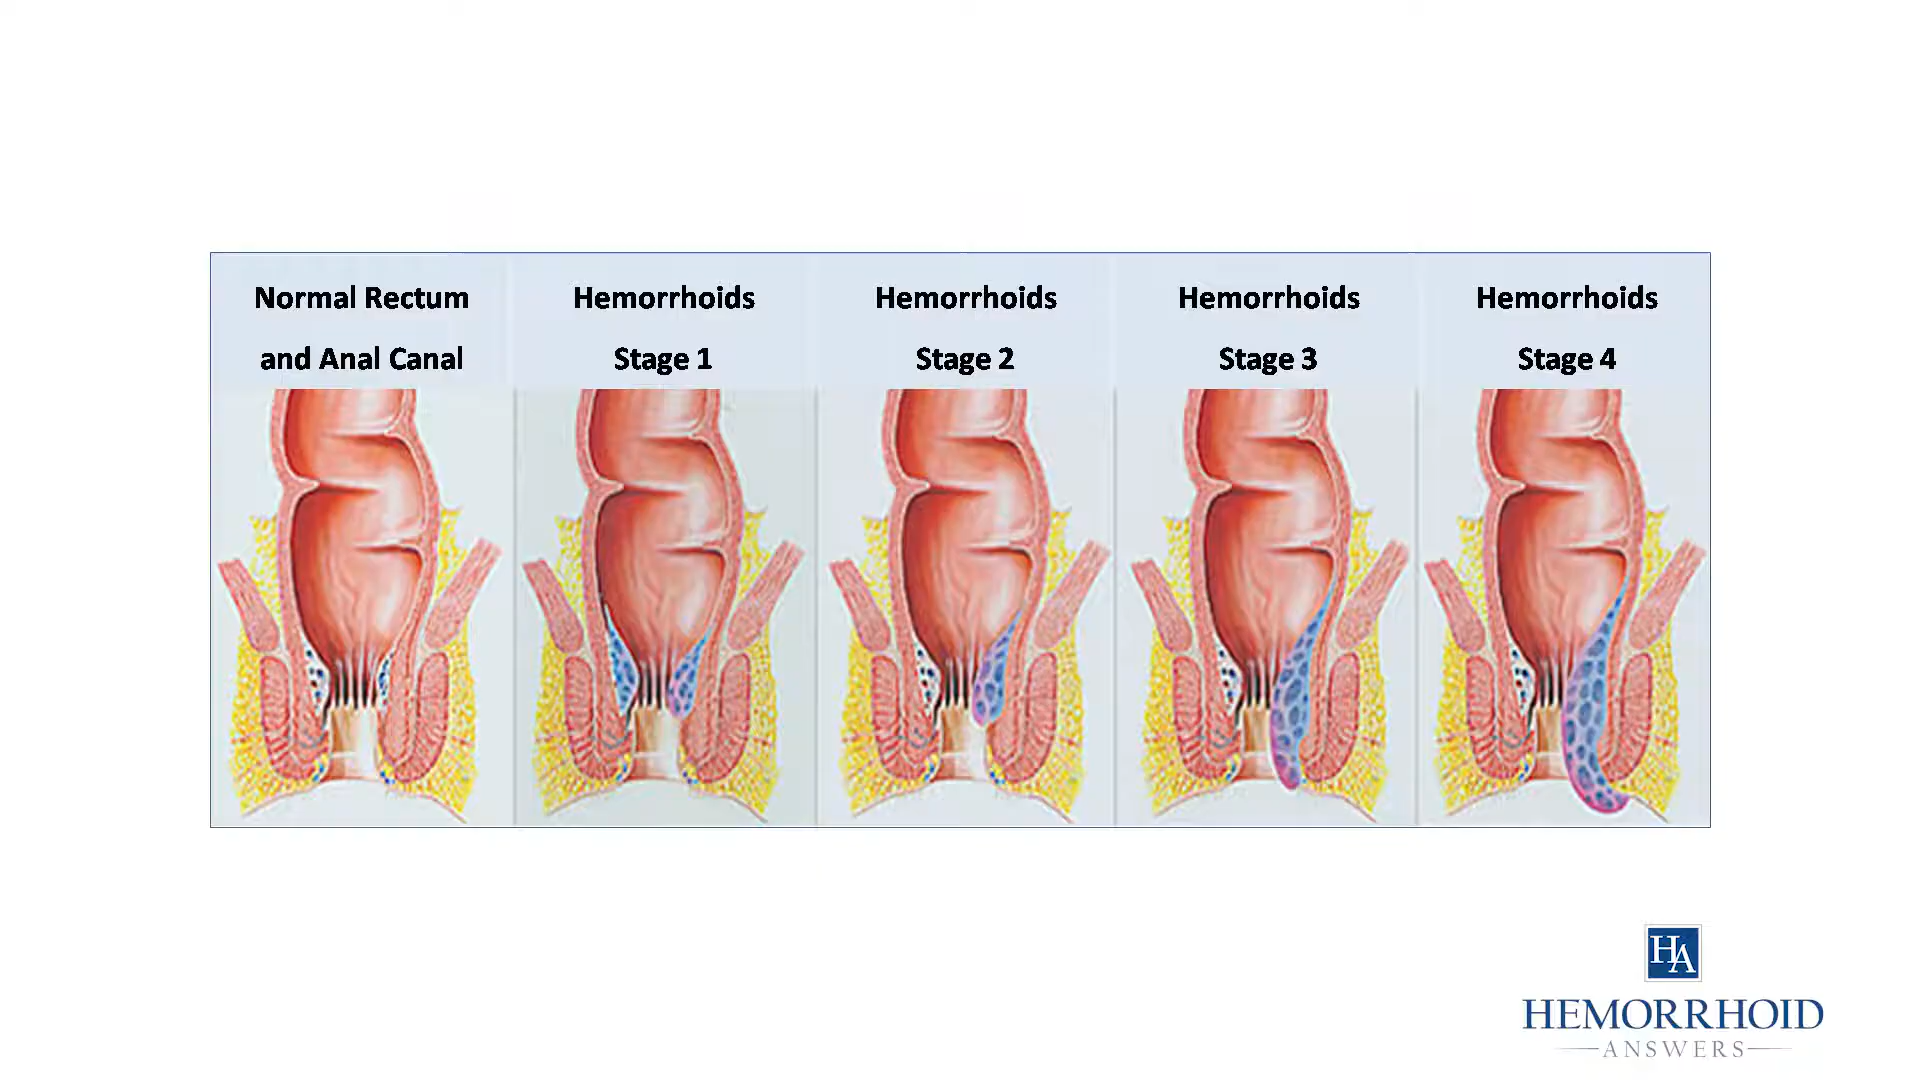 Normal Rectum
and Anal Canal
Hemorrhoids
Stage 1
Hemorrhoids
Stage 2
Hemorrhoids
Stage 3
Hemorrhoids
Stage 4
HA
HEMORRHOID
ANSWERS